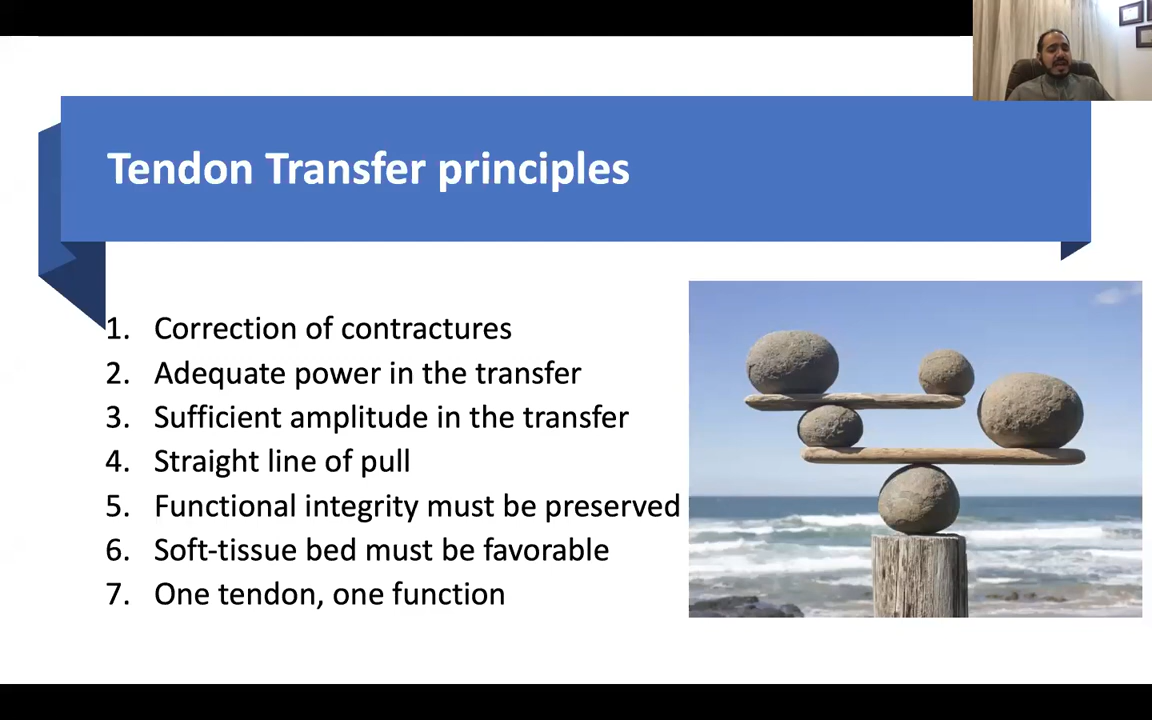 Tendon Transfer principles
1. Correction of contractures
2. Adequate power in the transfer
3. Sufficient amplitude in the transfer
4. Straight line of pull
5. Functional integrity must be preserved
6. Soft-tissue bed must be favorable
7. One tendon, one function